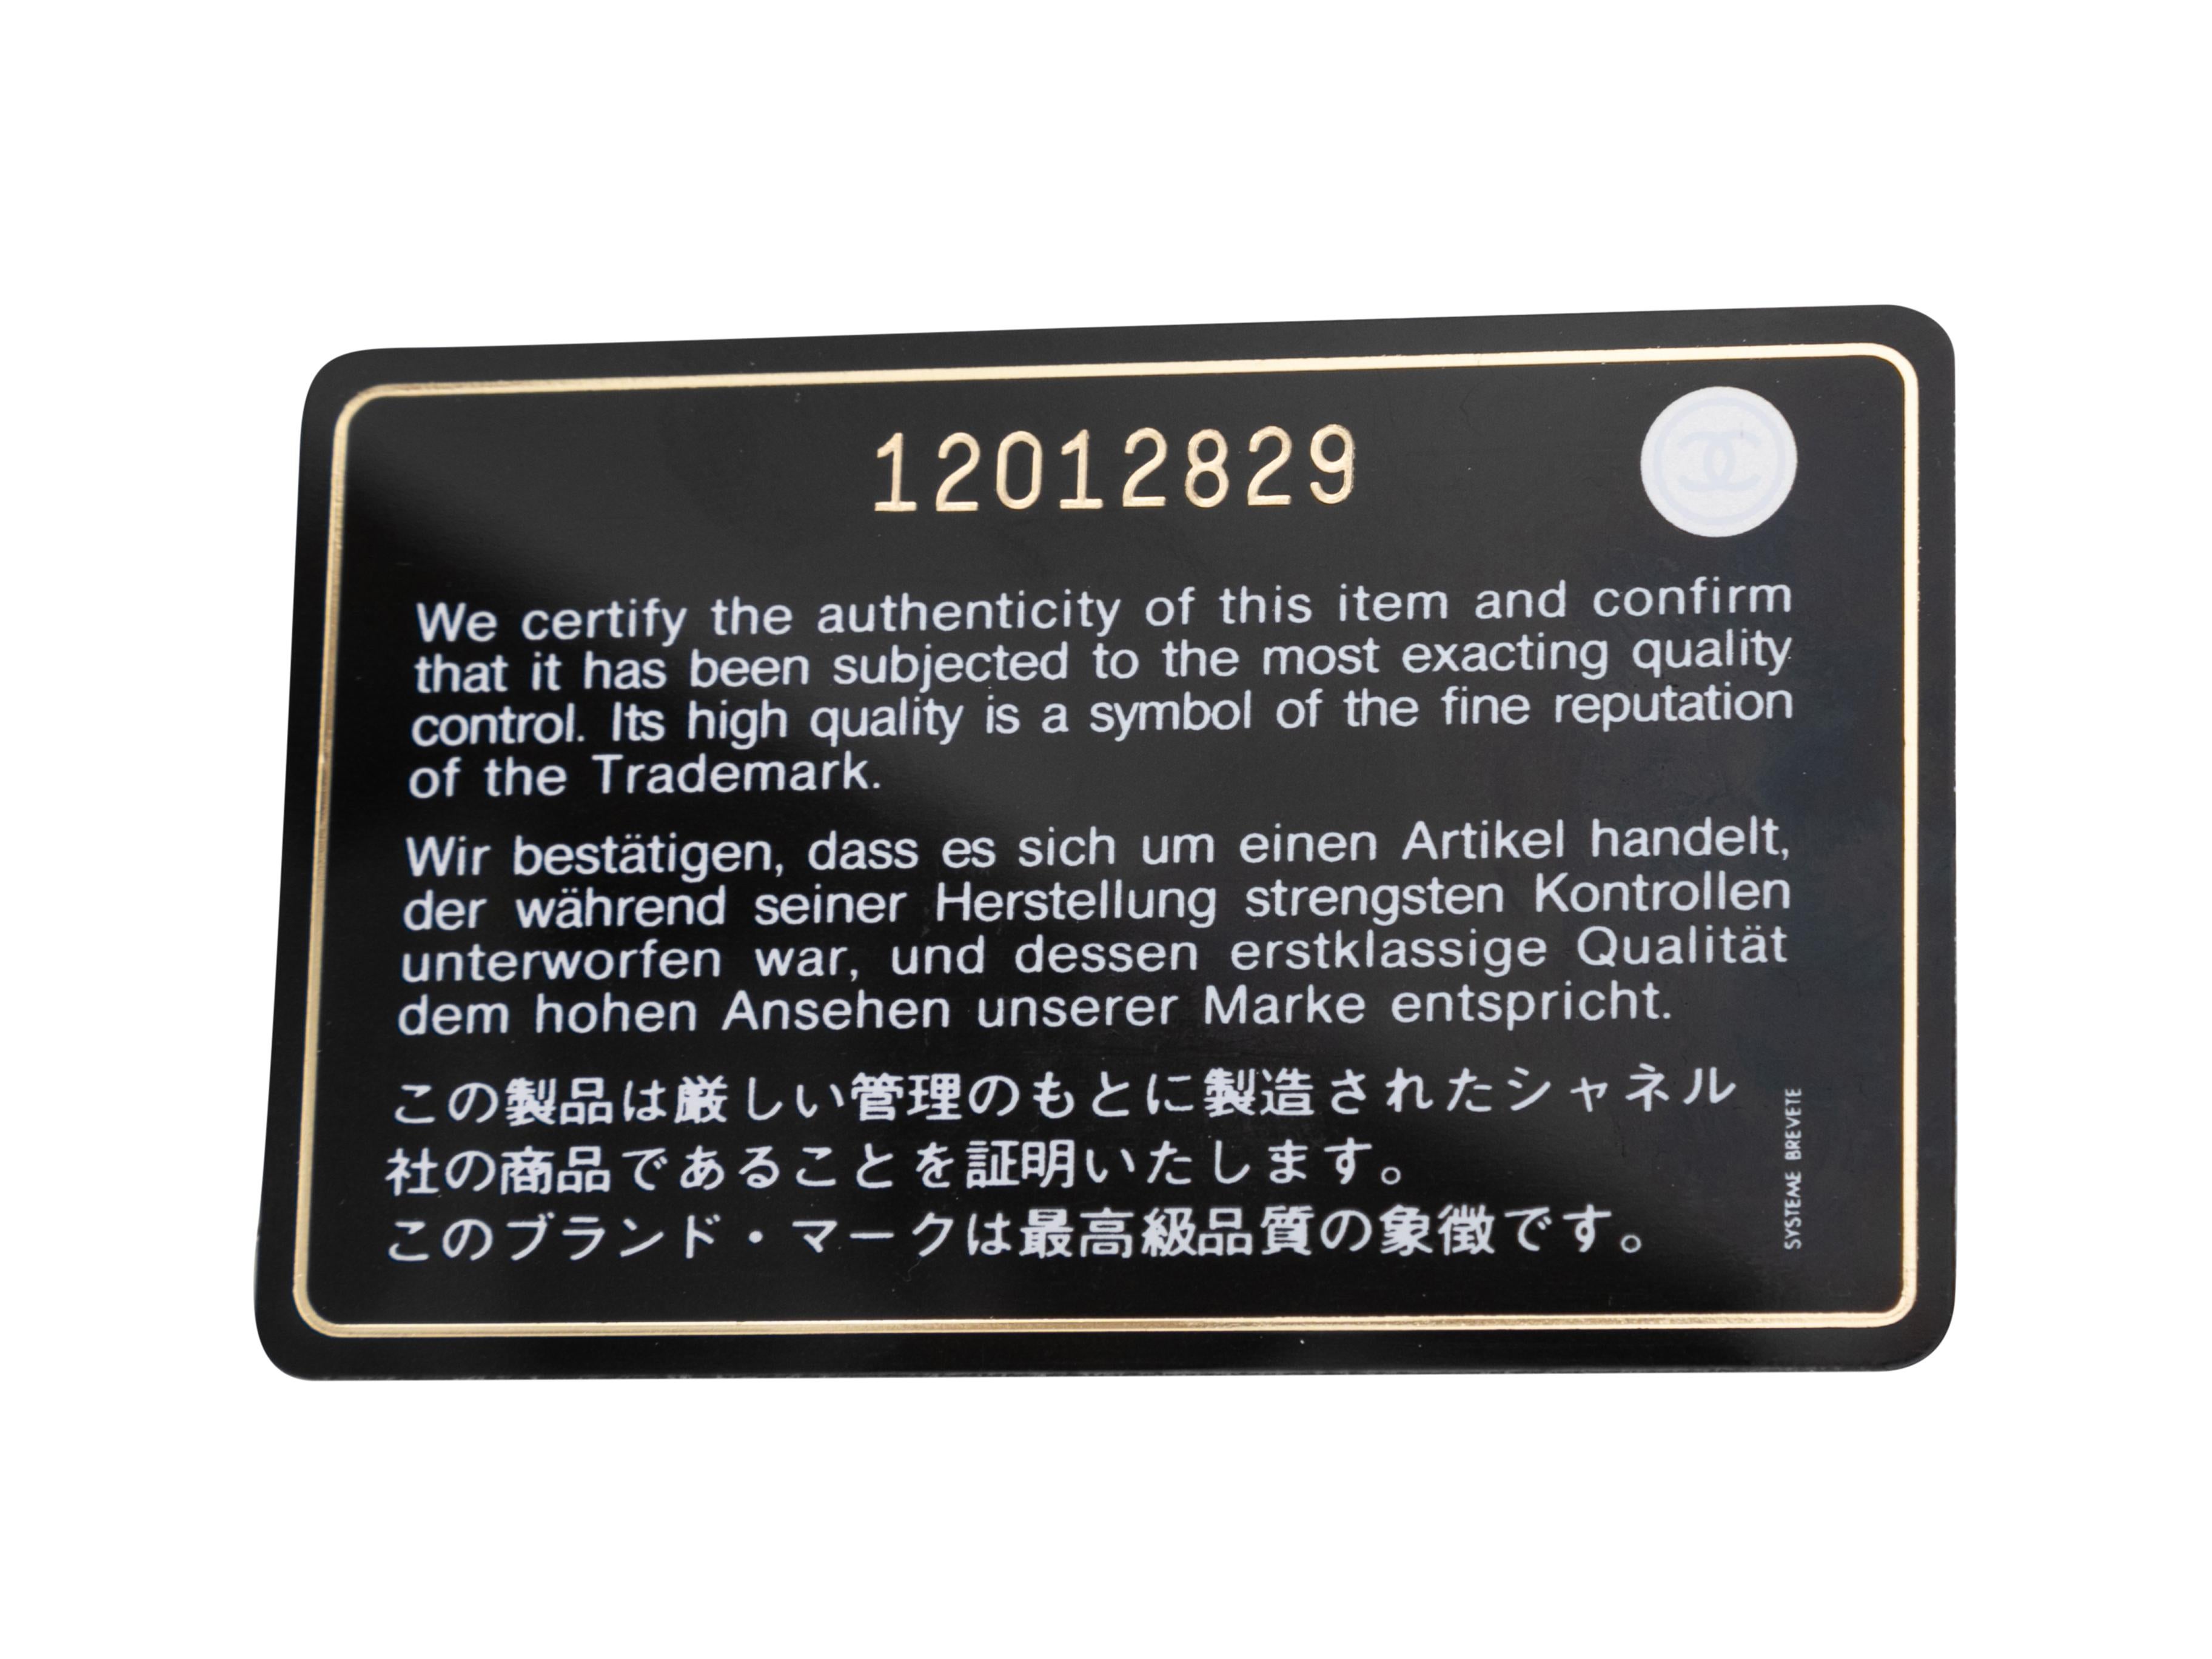 12012829
We certify the authenticity of this item and confirm
that it has been subjected to the most exacting quality
control. Its high quality is a symbol of the fine reputation
of the Trademark.
Wir bestätigen, dass es sich um einen Artikel handelt,
der während seiner Herstellung strengsten Kontrollen
unterworfen war, und dessen erstklassige Qualität
dem hohen Ansehen unserer Marke entspricht.
この製品は厳しい管理のもとに製造されたシャネル
社の商品であることを証明いたします。
このブランド・マークは最高級品質の象徴です。
SYSTEME BREVETE